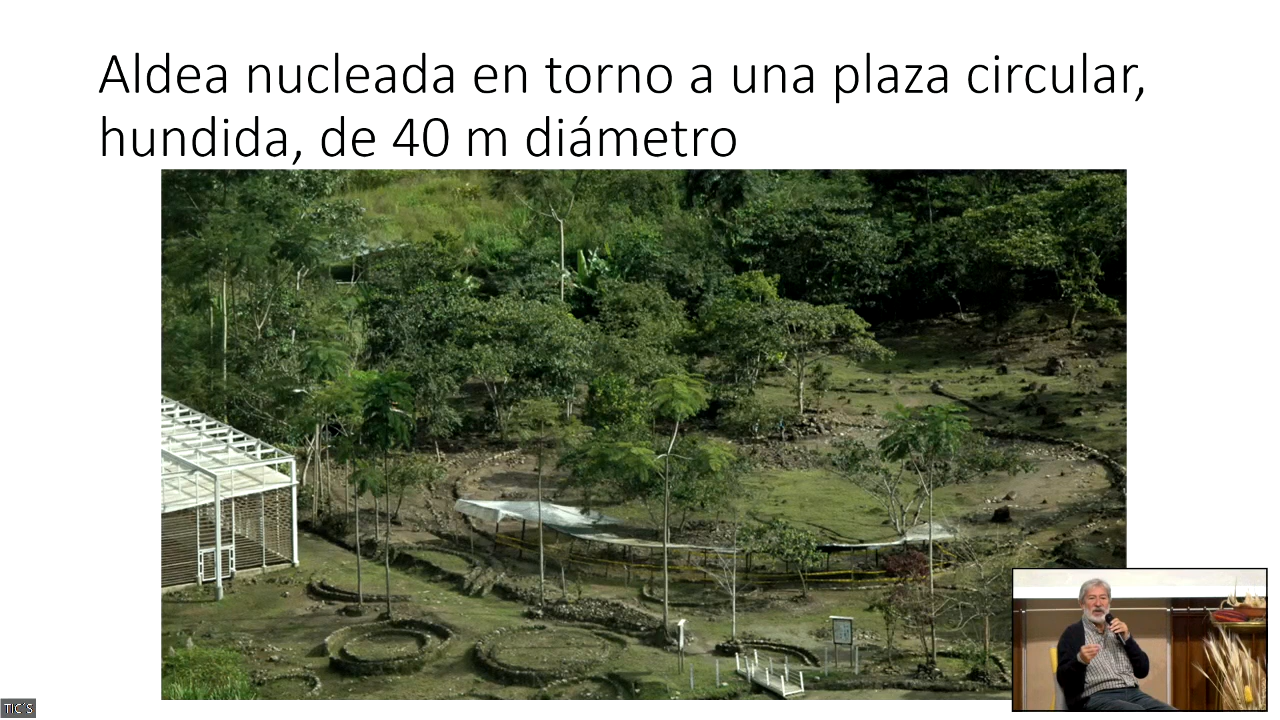 Aldea nucleada en torno a una plaza circular,
hundida, de 40 m diámetro
TIC´S